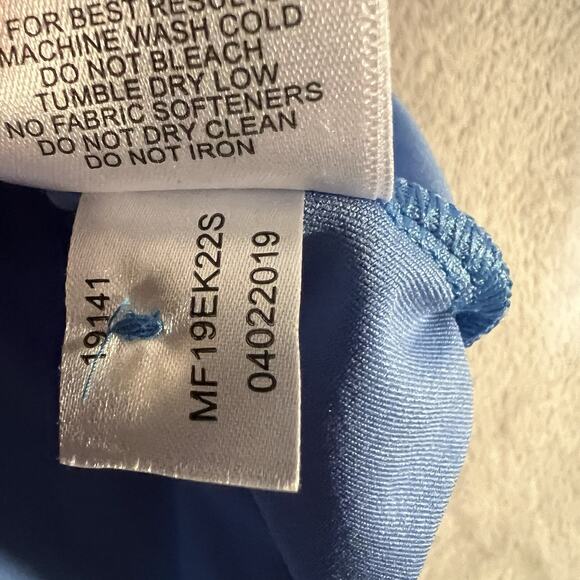 FOR BEST RESULTS
MACHINE WASH COLD
DO NOT BLEACH
TUMBLE DRY LOW
NO FABRIC SOFTENERS
DO NOT DRY CLEAN
DO NOT IRON
19141
MF19EK22S
04022019